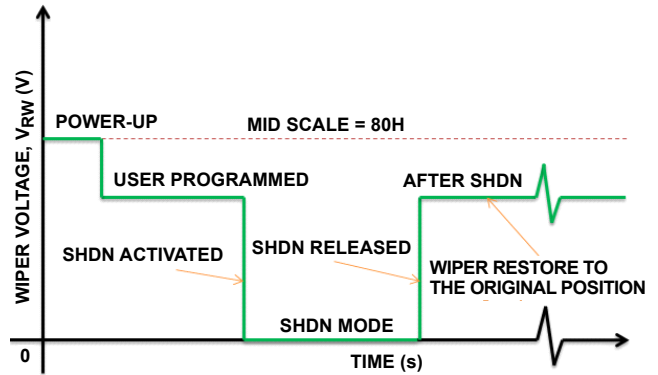 WIPER VOLTAGE, VRW (V)
POWER-UP
MID SCALE = 80H
USER PROGRAMMED
AFTER SHDN
SHDN ACTIVATED
SHDN RELEASED
WIPER RESTORE TO
THE ORIGINAL POSITION
SHDN MODE
0
TIME (s)